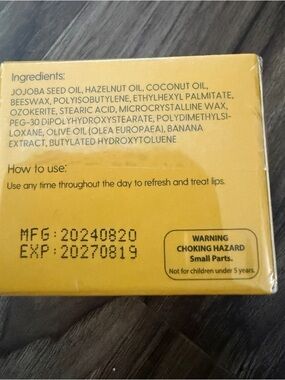 Ingredients:
JOJOBA SEED OIL, HAZELNUT OIL, COCONUT OIL,
BEESWAX, POLYISOBUTYLENE, ETHYLHEXYL PALMITATE,
OZOKERITE, STEARIC ACID, MICROCRYSTALLINE WAX,
PEG-30 DIPOLYHYDROXYSTEARATE, POLYDIMETHYLSI-
LOXANE, OLIVE OIL (OLEA EUROPAEA), BANANA
EXTRACT, BUTYLATED HYDROXYTOLUENE
How to use:
Use any time throughout the day to refresh and treat lips.
MFG:20240820
EXP:20270819
WARNING
CHOKING HAZARD
Small Parts.
Not for children under 5 years.